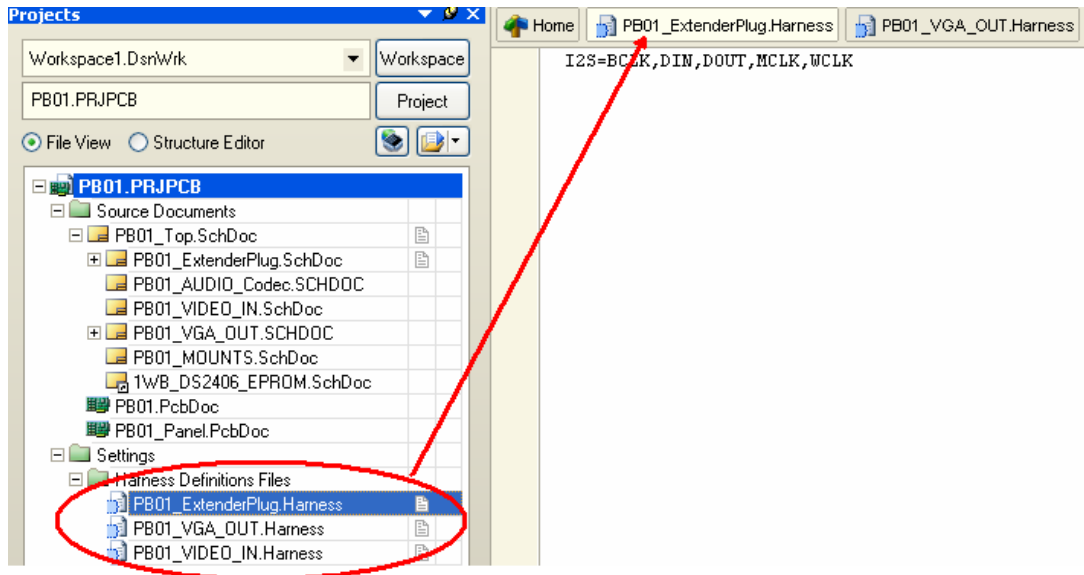 Projects
Home
PB01_ExtenderPlug.Harness
PB01_VGA_OUT.Harness
Workspace1.DsnWrk
Workspace
I2S=BCLK,DIN,DOUT,MCLK,WCLK
PB01.PRJPCB
Project
File View
Structure Editor
PB01.PRJPCB
Source Documents
PB01_Top.SchDoc
PB01_ExtenderPlug.SchDoc
PB01_AUDIO_Codec.SCHDOC
PB01_VIDEO_IN.SchDoc
PB01_VGA_OUT.SCHDOC
PB01_MOUNTS.SchDoc
1WB_DS2406_EPROM.SchDoc
PB01.PcbDoc
PB01_Panel.PcbDoc
Settings
Harness Definitions Files
PB01_ExtenderPlug.Harness
PB01_VGA_OUT.Harness
PB01_VIDEO_IN.Harness